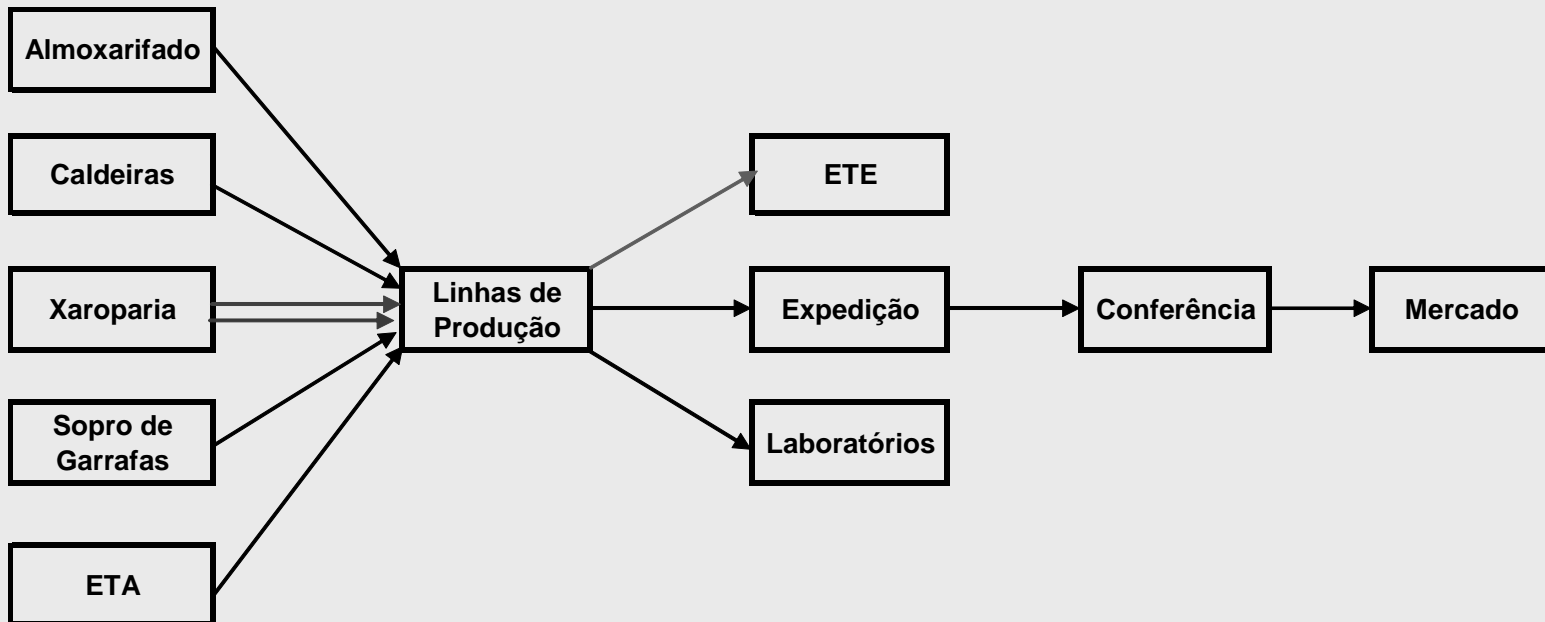 Almoxarifado
Caldeiras
Xaroparia
Sopro de
Garrafas
ETA
Linhas de
Produção
ETE
Expedição
Laboratórios
Conferência
Mercado